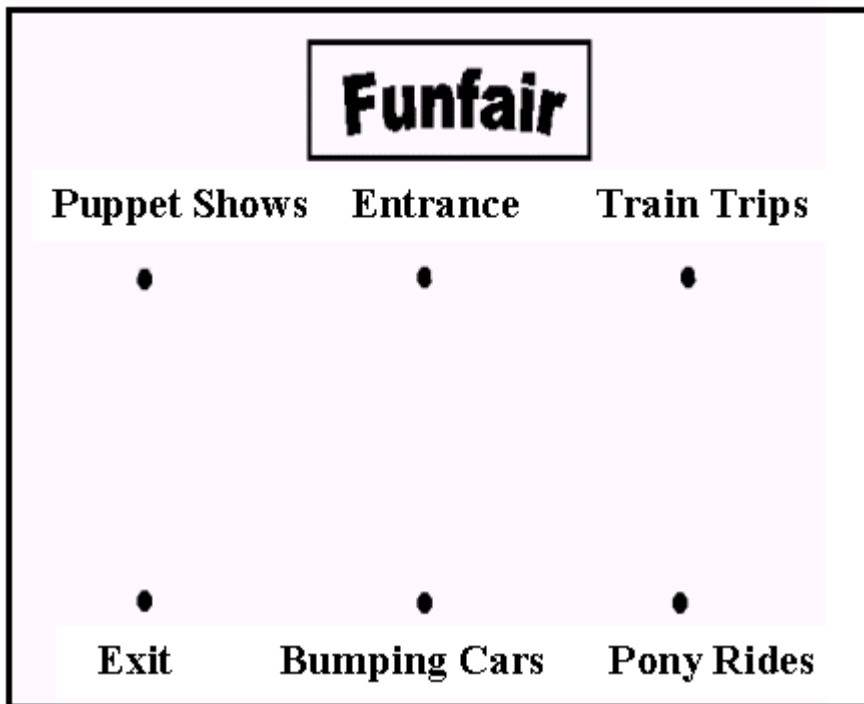 Funfair
Puppet Shows Entrance Train Trips
Exit Bumping Cars Pony Rides